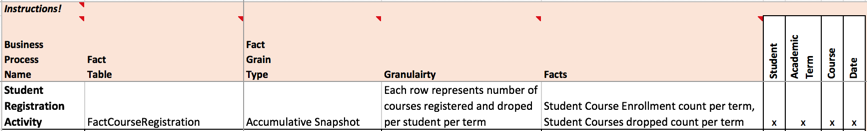 Instructions!
Business Process Name
Fact Table
Fact Grain Type
Granulairty
Facts
Student
Academic Term
Course
Date
Student Registration Activity
FactCourseRegistration
Accumulative Snapshot
Each row represents number of
courses registered and droped
per student per term
Student Course Enrollment count per term,
Student Courses dropped count per term
x
x
x
x